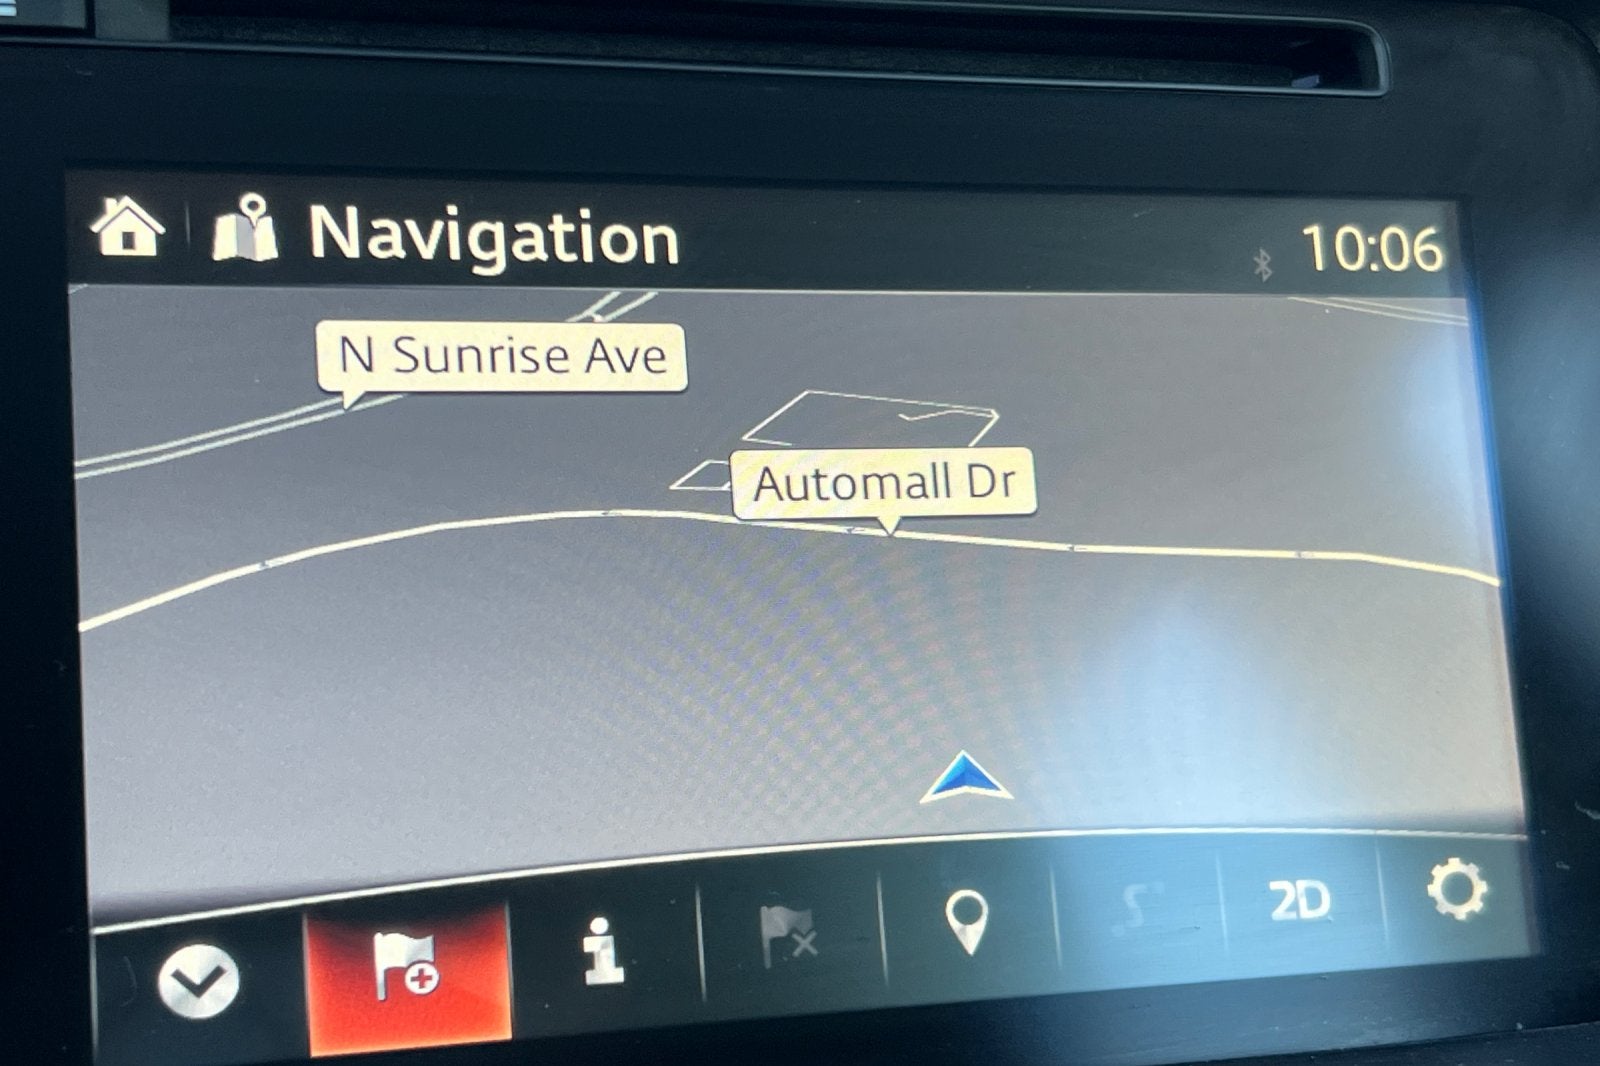 Navigation
10:06
N Sunrise Ave
Automall Dr
2D